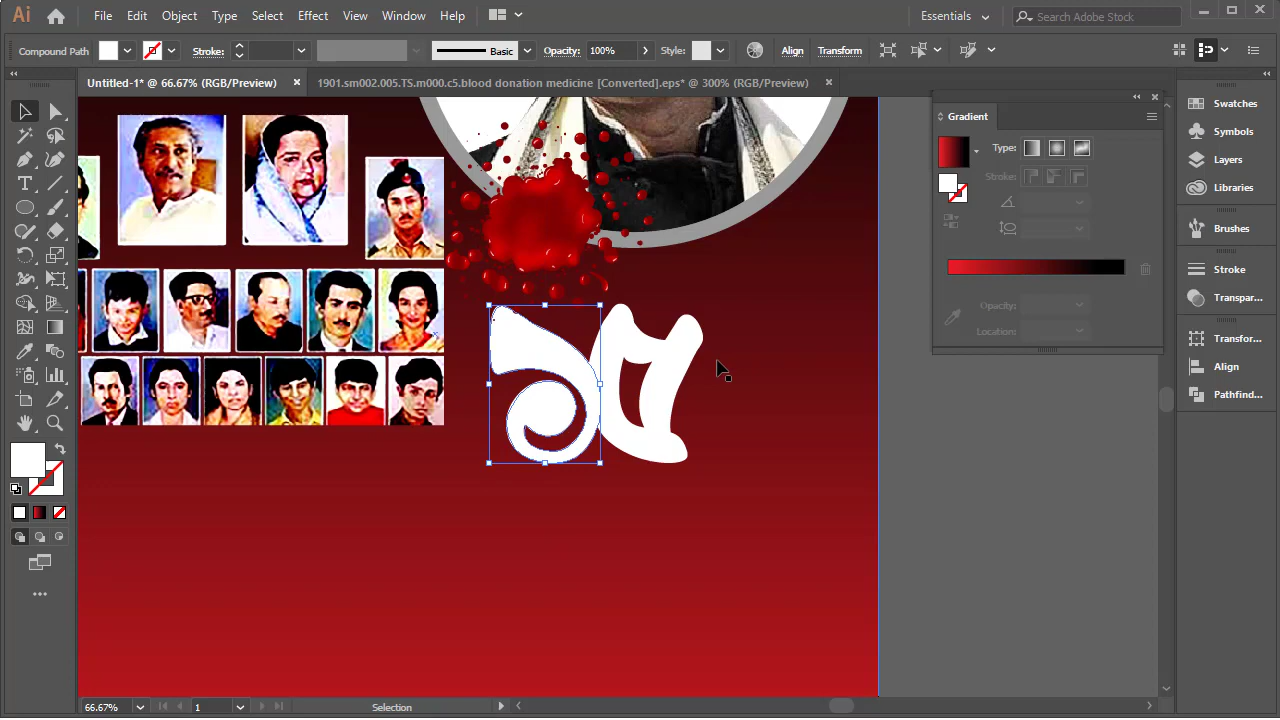 Ai File Edit Object Type Select Effect View Window Help Essentials Search Adobe Stock
Compound Path Stroke: Basic Opacity: 100% Style: Align Transform
Untitled-1* @ 66.67% (RGB/Preview) × 1901.sm002.005.TS.m000.c5.blood donation medicine [Converted].eps* @ 300% (RGB/Preview) ×
Gradient
Type:
Stroke:
Opacity:
Location:
Swatches
Symbols
Layers
Libraries
Brushes
Stroke
Transpar...
Transfor...
Align
Pathfind...
১৫
66.67% 1 Selection